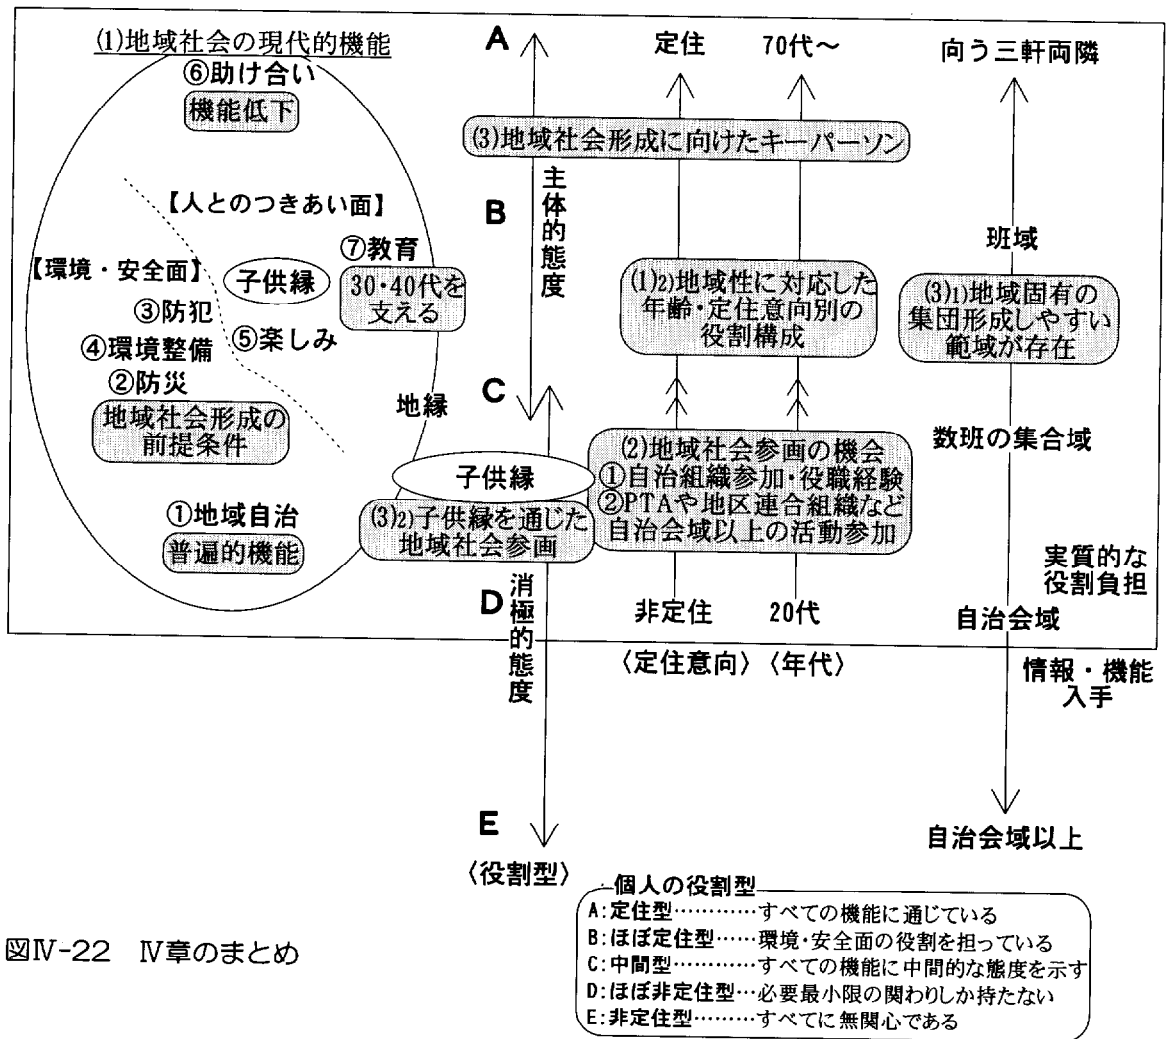 (1)地域社会の現代的機能
⑥助け合い
機能低下
【人とのつきあい面】
【環境・安全面】
子供縁
⑦教育
30・40代を
支える
③防犯
④環境整備
⑤楽しみ
②防災
地域社会形成の
前提条件
地縁
①地域自治
普遍的機能
A
B
C
D
E
主体的態度
消極的態度
〈役割型〉
定住
70代～
(3)地域社会形成に向けたキーパーソン
(1)2)地域性に対応した
年齢・定住意向別の
役割構成
子供縁
(3)2)子供縁を通じた
地域社会参画
(2)地域社会参画の機会
①自治組織参加・役職経験
②PTAや地区連合組織など
自治会域以上の活動参加
非定住
20代
〈定住意向〉
〈年代〉
向う三軒両隣
班域
(3)1)地域固有の
集団形成しやすい
範域が存在
数班の集合域
実質的な
役割負担
自治会域
情報・機能
入手
自治会域以上
個人の役割型
A:定住型…………すべての機能に通じている
B:ほぼ定住型……環境・安全面の役割を担っている
C:中間型…………すべての機能に中間的な態度を示す
D:ほぼ非定住型…必要最小限の関わりしか持たない
E:非定住型………すべてに無関心である
図Ⅳ-22　Ⅳ章のまとめ